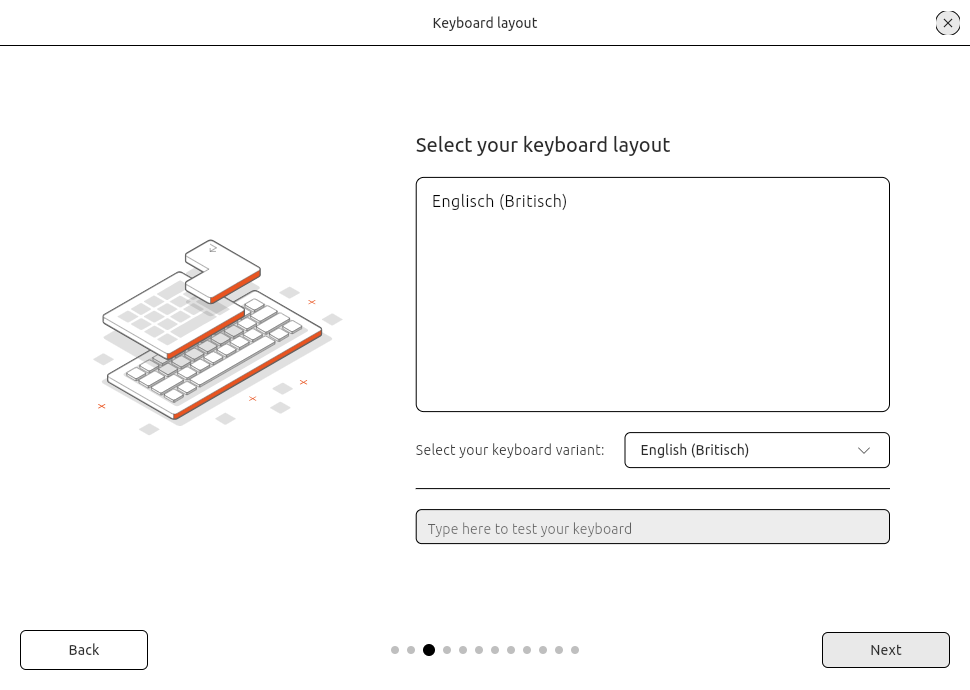 Keyboard layout
Select your keyboard layout
Englisch (Britisch)
Select your keyboard variant:
English (Britisch)
Type here to test your keyboard
Back
Next